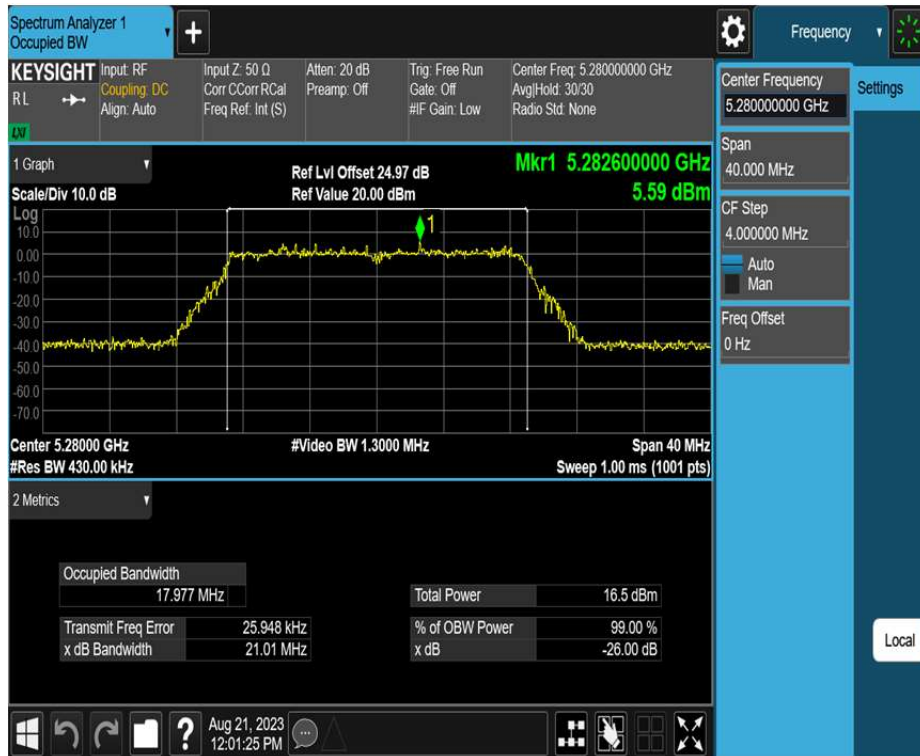 Spectrum Analyzer 1
Occupied BW
+
Frequency
KEYSIGHT
R L
LXI
Input: RF
Coupling: DC
Align: Auto
Input Z: 50 Ω
Corr CCorr RCal
Freq Ref: Int (S)
Atten: 20 dB
Preamp: Off
Trig: Free Run
Gate: Off
#IF Gain: Low
Center Freq: 5.280000000 GHz
Avg|Hold: 30/30
Radio Std: None
Center Frequency
5.280000000 GHz
Settings
Span
40.000 MHz
CF Step
4.000000 MHz
Auto
Man
Freq Offset
0 Hz
1 Graph
Scale/Div 10.0 dB
Ref Lvl Offset 24.97 dB
Ref Value 20.00 dBm
Mkr1 5.282600000 GHz
5.59 dBm
Log
10.0
0.00
-10.0
-20.0
-30.0
-40.0
-50.0
-60.0
-70.0
1
Center 5.28000 GHz
#Video BW 1.3000 MHz
Span 40 MHz
#Res BW 430.00 kHz
Sweep 1.00 ms (1001 pts)
2 Metrics
Occupied Bandwidth
17.977 MHz
Total Power 16.5 dBm
Transmit Freq Error 25.948 kHz
% of OBW Power 99.00 %
x dB Bandwidth 21.01 MHz
x dB -26.00 dB
Local
?
Aug 21, 2023
12:01:25 PM